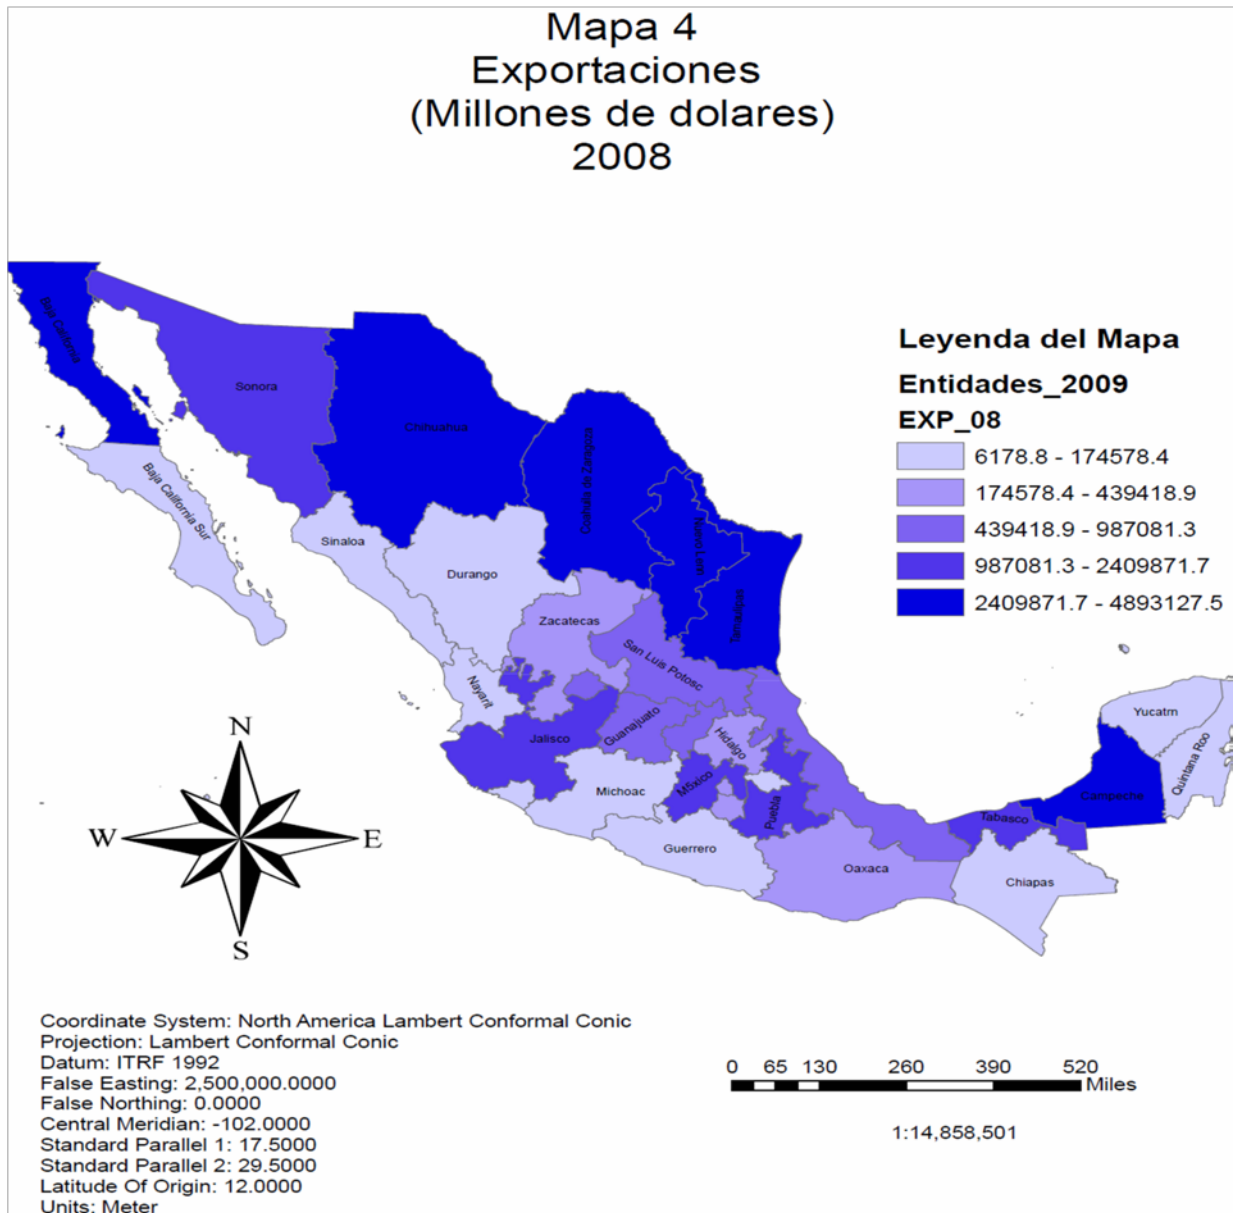 Mapa 4
Exportaciones
(Millones de dolares)
2008
Baja California
Sonora
Chihuahua
Coahuila de Zaragoza
Nuevo Leon
Tamaulipas
Baja California Sur
Sinaloa
Durango
Zacatecas
San Luis Potosc
Nayarit
Jalisco
Guanajuato
Hidalgo
Michoac
M5xico
Puebla
Guerrero
Oaxaca
Tabasco
Chiapas
Campecha
Yucatrn
Quintana Roo
Leyenda del Mapa
Entidades_2009
EXP_08
6178.8 - 174578.4
174578.4 - 439418.9
439418.9 - 987081.3
987081.3 - 2409871.7
2409871.7 - 4893127.5
N
W
E
S
Coordinate System: North America Lambert Conformal Conic
Projection: Lambert Conformal Conic
Datum: ITRF 1992
False Easting: 2,500,000.0000
False Northing: 0.0000
Central Meridian: -102.0000
Standard Parallel 1: 17.5000
Standard Parallel 2: 29.5000
Latitude Of Origin: 12.0000
Units: Meter
0 65 130 260 390 520
Miles
1:14,858,501